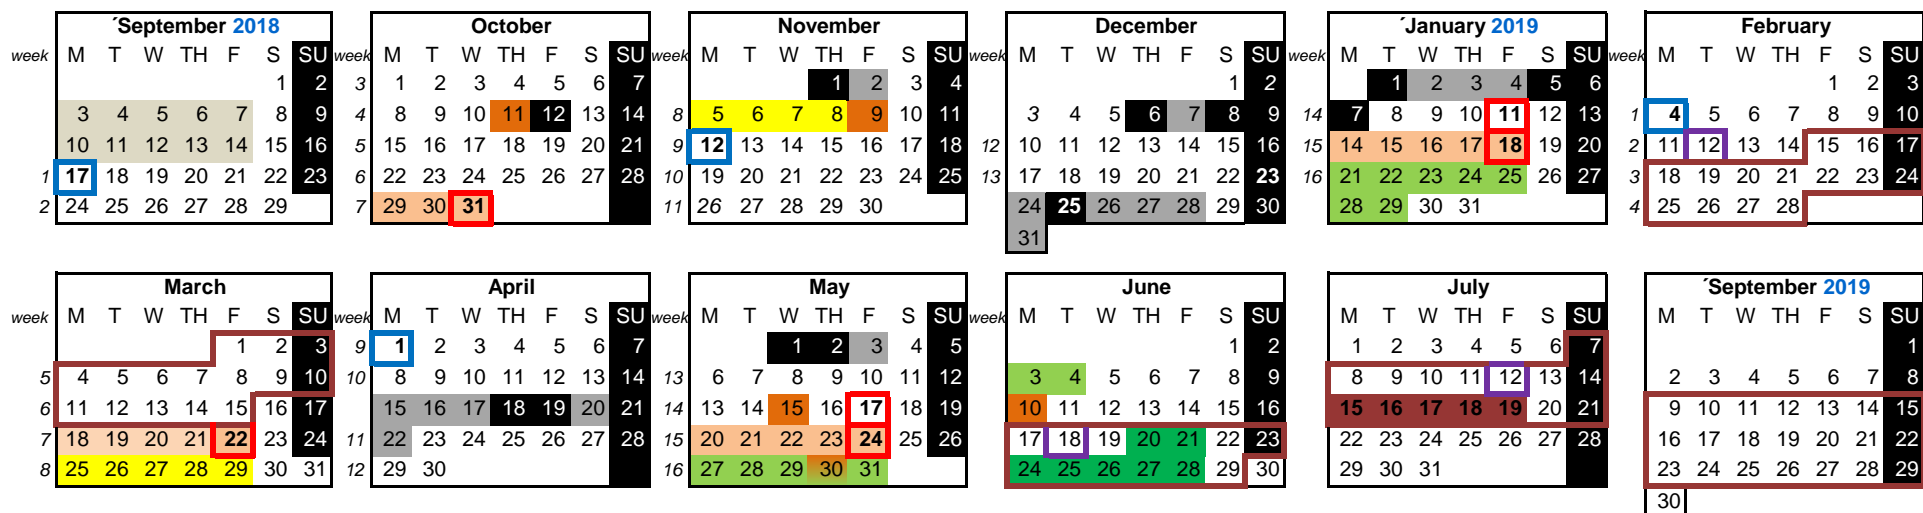 ´September 2018 October November December ´January 2019 February
week M T W TH F S SU week M T W TH F S SU week M T W TH F S SU week M T W TH F S SU week M T W TH F S SU week M T W TH F S SU
1 2 3 1 2 3 4 5 6 7 1 2 3 4 1 2 1 2 3 4 5 6 1 2 3
3 4 5 6 7 8 9 4 8 9 10 11 12 13 14 8 5 6 7 8 9 10 11 3 4 5 6 7 8 9 14 7 8 9 10 11 12 13 1 4 5 6 7 8 9 10
10 11 12 13 14 15 16 5 15 16 17 18 19 20 21 9 12 13 14 15 16 17 18 12 10 11 12 13 14 15 16 15 14 15 16 17 18 19 20 2 11 12 13 14 15 16 17
1 17 18 19 20 21 22 23 6 22 23 24 25 26 27 28 10 19 20 21 22 23 24 25 13 17 18 19 20 21 22 23 16 21 22 23 24 25 26 27 3 18 19 20 21 22 23 24
2 24 25 26 27 28 29 7 29 30 31 11 26 27 28 29 30 24 25 26 27 28 29 30 28 29 30 31 4 25 26 27 28
31
March April May June July ´September 2019
week M T W TH F S SU week M T W TH F S SU week M T W TH F S SU week M T W TH F S SU M T W TH F S SU M T W TH F S SU
1 2 3 9 1 2 3 4 5 6 7 1 2 3 4 5 1 2 1 2 3 4 5 6 7 1
5 4 5 6 7 8 9 10 10 8 9 10 11 12 13 14 13 6 7 8 9 10 11 12 3 4 5 6 7 8 9 8 9 10 11 12 13 14 2 3 4 5 6 7 8
6 11 12 13 14 15 16 17 15 16 17 18 19 20 21 14 13 14 15 16 17 18 19 10 11 12 13 14 15 16 15 16 17 18 19 20 21 9 10 11 12 13 14 15
7 18 19 20 21 22 23 24 11 22 23 24 25 26 27 28 15 20 21 22 23 24 25 26 17 18 19 20 21 22 23 22 23 24 25 26 27 28 16 17 18 19 20 21 22
8 25 26 27 28 29 30 31 12 29 30 16 27 28 29 30 31 24 25 26 27 28 29 30 29 30 31 23 24 25 26 27 28 29
30